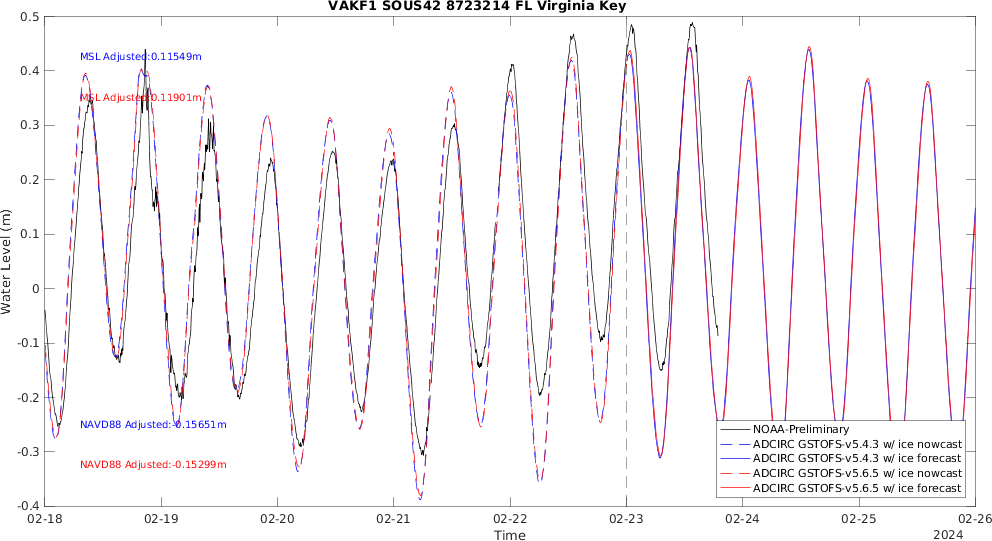 VAKF1 SOUS42 8723214 FL Virginia Key
0.5
0.4
0.3
0.2
0.1
0
-0.1
-0.2
-0.3
-0.4
Water Level (m)
MSL Adjusted:0.11549m
MSL Adjusted:0.11901m
NAVD88 Adjusted:-0.15651m
NAVD88 Adjusted:-0.15299m
NOAA-Preliminary
ADCIRC GSTOFS-v5.4.3 w/ ice nowcast
ADCIRC GSTOFS-v5.4.3 w/ ice forecast
ADCIRC GSTOFS-v5.6.5 w/ ice nowcast
ADCIRC GSTOFS-v5.6.5 w/ ice forecast
02-18 02-19 02-20 02-21 02-22 02-23 02-24 02-25 02-26
Time
2024